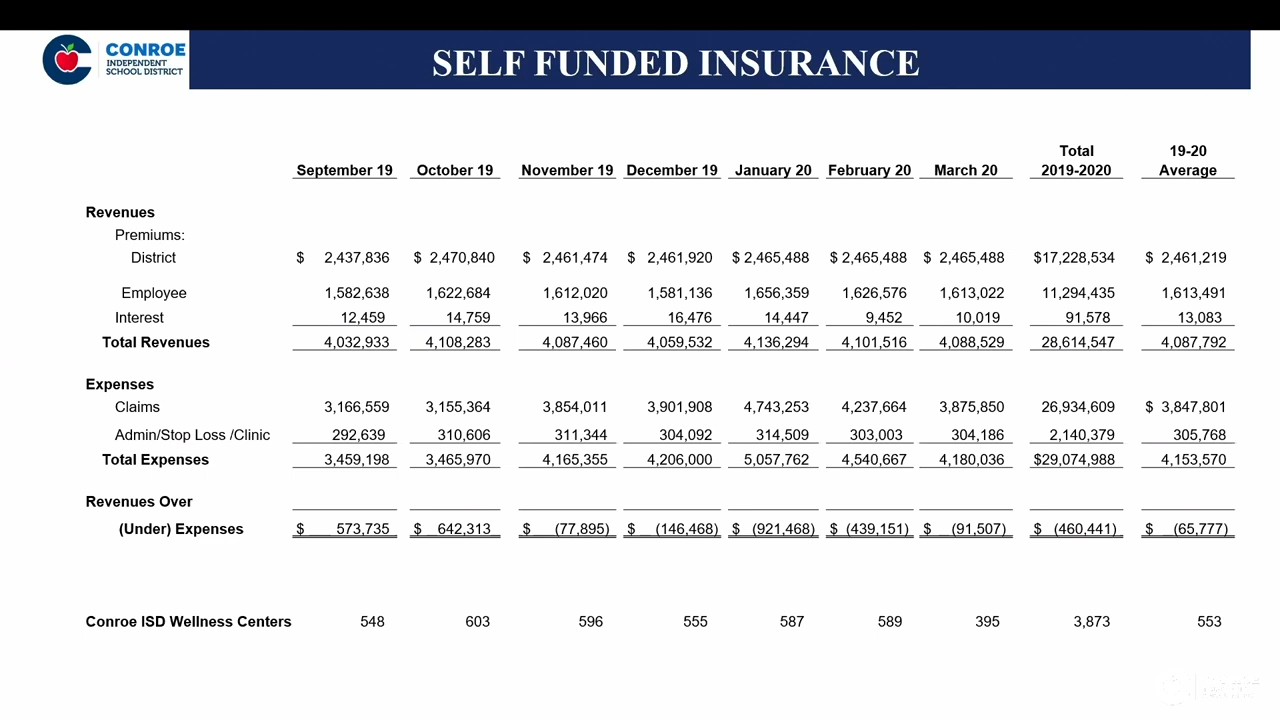 CONROE
INDEPENDENT
SCHOOL DISTRICT
SELF FUNDED INSURANCE
Total 19-20
September 19 October 19 November 19 December 19 January 20 February 20 March 20 2019-2020 Average
Revenues
Premiums:
District $ 2,437,836 $ 2,470,840 $ 2,461,474 $ 2,461,920 $ 2,465,488 $ 2,465,488 $ 2,465,488 $17,228,534 $ 2,461,219
Employee 1,582,638 1,622,684 1,612,020 1,581,136 1,656,359 1,626,576 1,613,022 11,294,435 1,613,491
Interest 12,459 14,759 13,966 16,476 14,447 9,452 10,019 91,578 13,083
Total Revenues 4,032,933 4,108,283 4,087,460 4,059,532 4,136,294 4,101,516 4,088,529 28,614,547 4,087,792
Expenses
Claims 3,166,559 3,155,364 3,854,011 3,901,908 4,743,253 4,237,664 3,875,850 26,934,609 $ 3,847,801
Admin/Stop Loss /Clinic 292,639 310,606 311,344 304,092 314,509 303,003 304,186 2,140,379 305,768
Total Expenses 3,459,198 3,465,970 4,165,355 4,206,000 5,057,762 4,540,667 4,180,036 $29,074,988 4,153,570
Revenues Over
(Under) Expenses $ 573,735 $ 642,313 $ (77,895) $ (146,468) $ (921,468) $ (439,151) $ (91,507) $ (460,441) $ (65,777)
Conroe ISD Wellness Centers 548 603 596 555 587 589 395 3,873 553